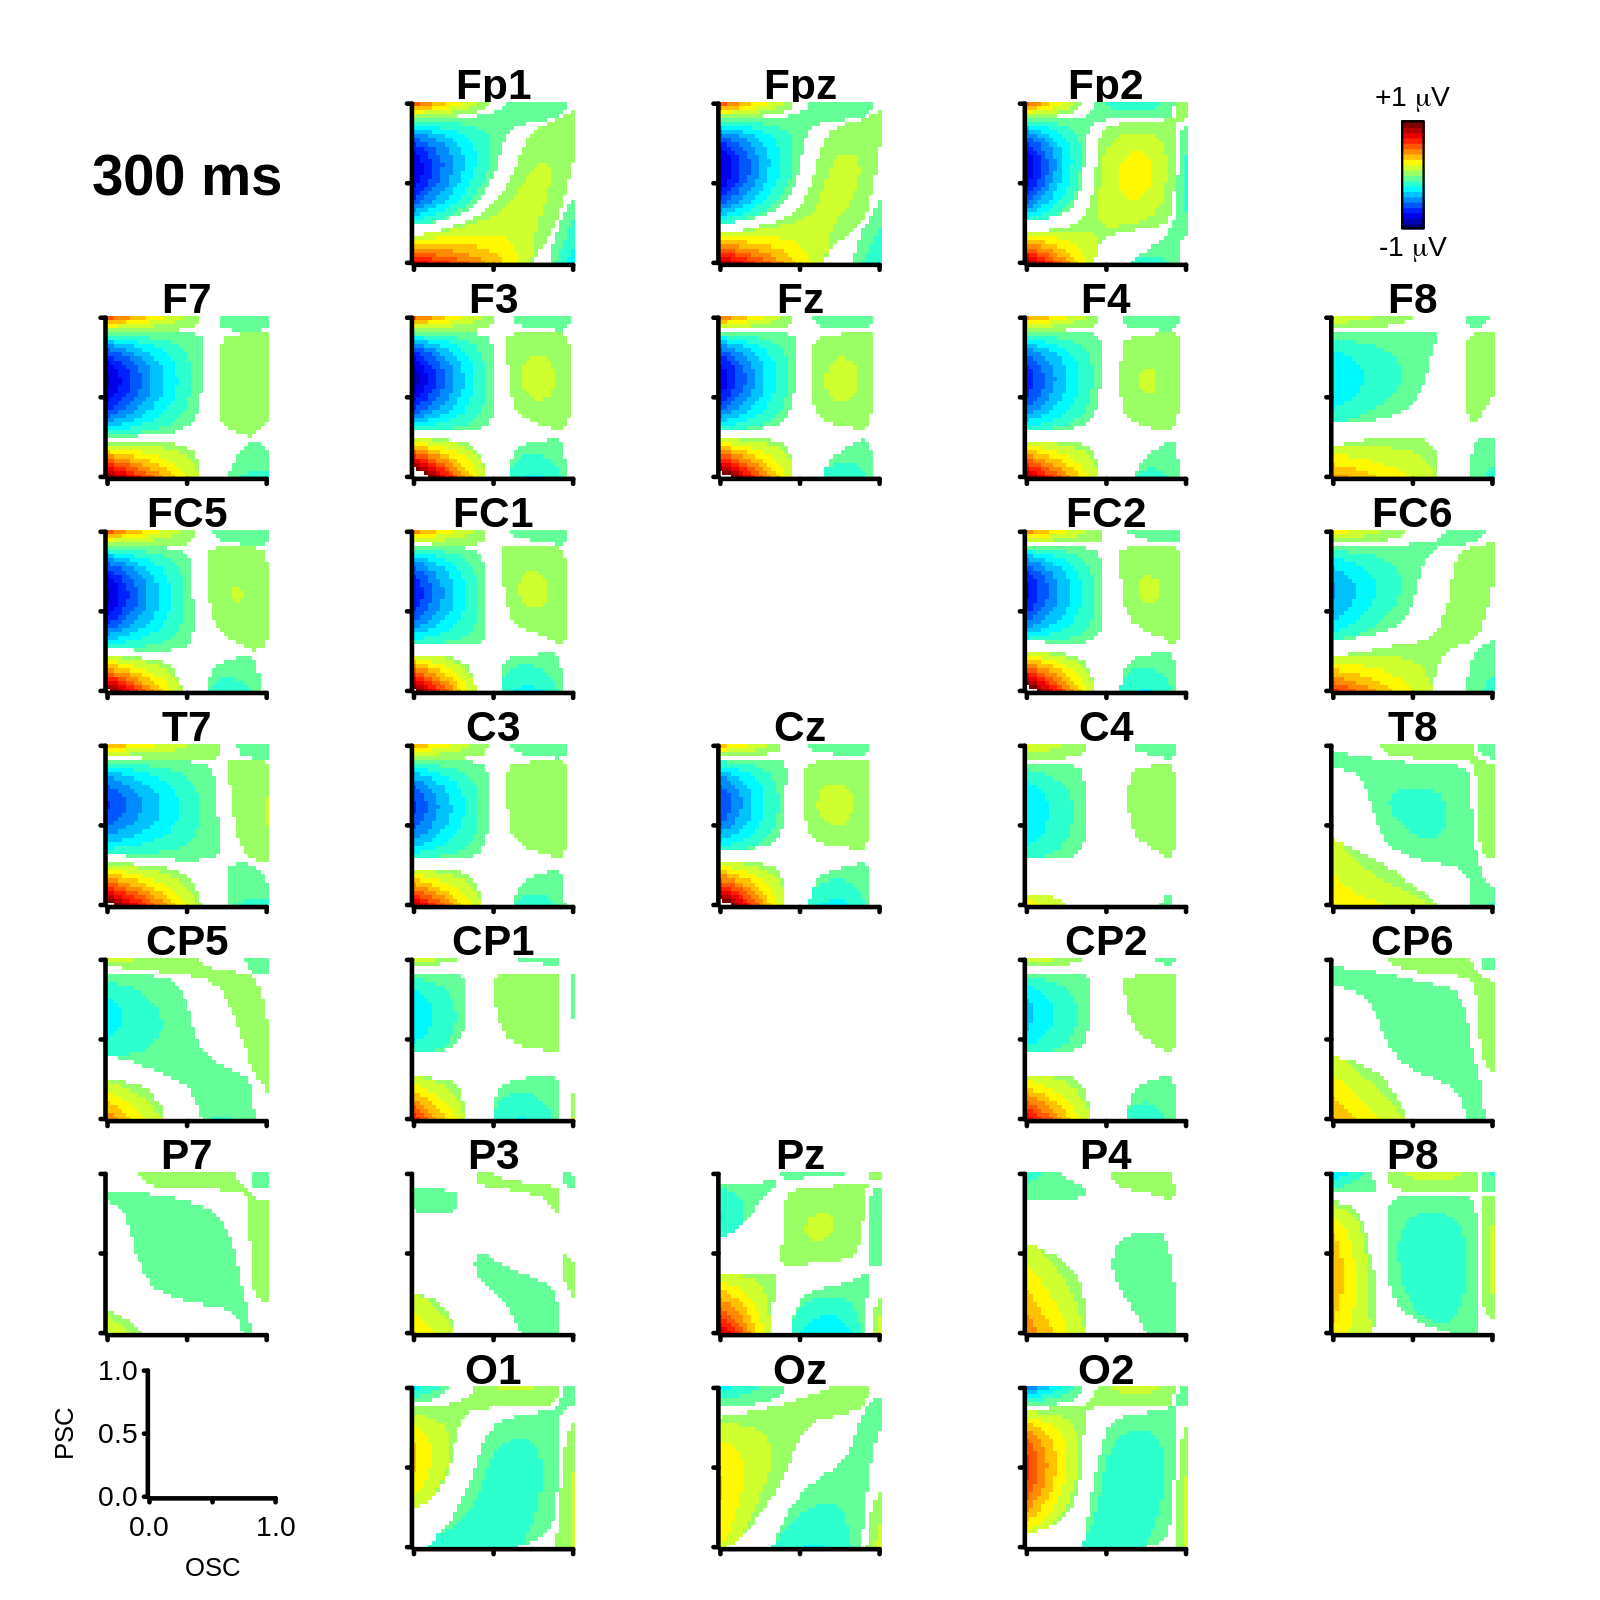 Fp1 Fpz Fp2
+1 μV
300 ms
-1 μV
F7 F3 Fz F4 F8
FC5 FC1 FC2 FC6
T7 C3 Cz C4 T8
CP5 CP1 CP2 CP6
P7 P3 Pz P4 P8
O1 Oz O2
1.0
PSC
0.5
0.0
0.0 1.0
OSC